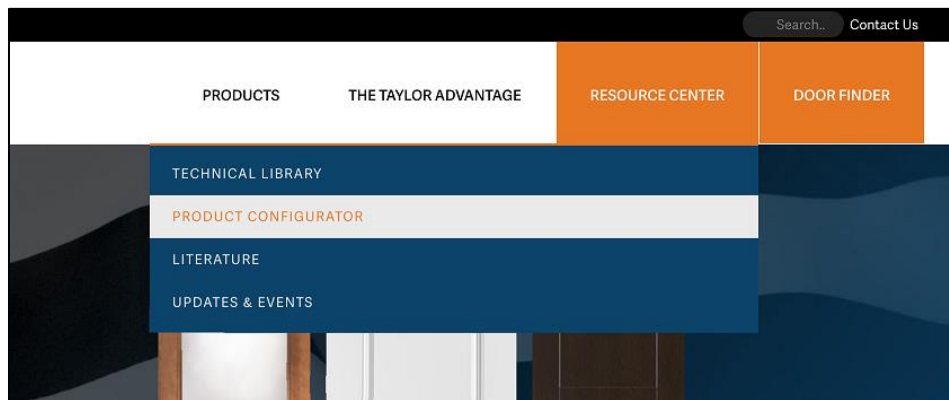 Search..
Contact Us
PRODUCTS
THE TAYLOR ADVANTAGE
RESOURCE CENTER
DOOR FINDER
TECHNICAL LIBRARY
PRODUCT CONFIGURATOR
LITERATURE
UPDATES & EVENTS